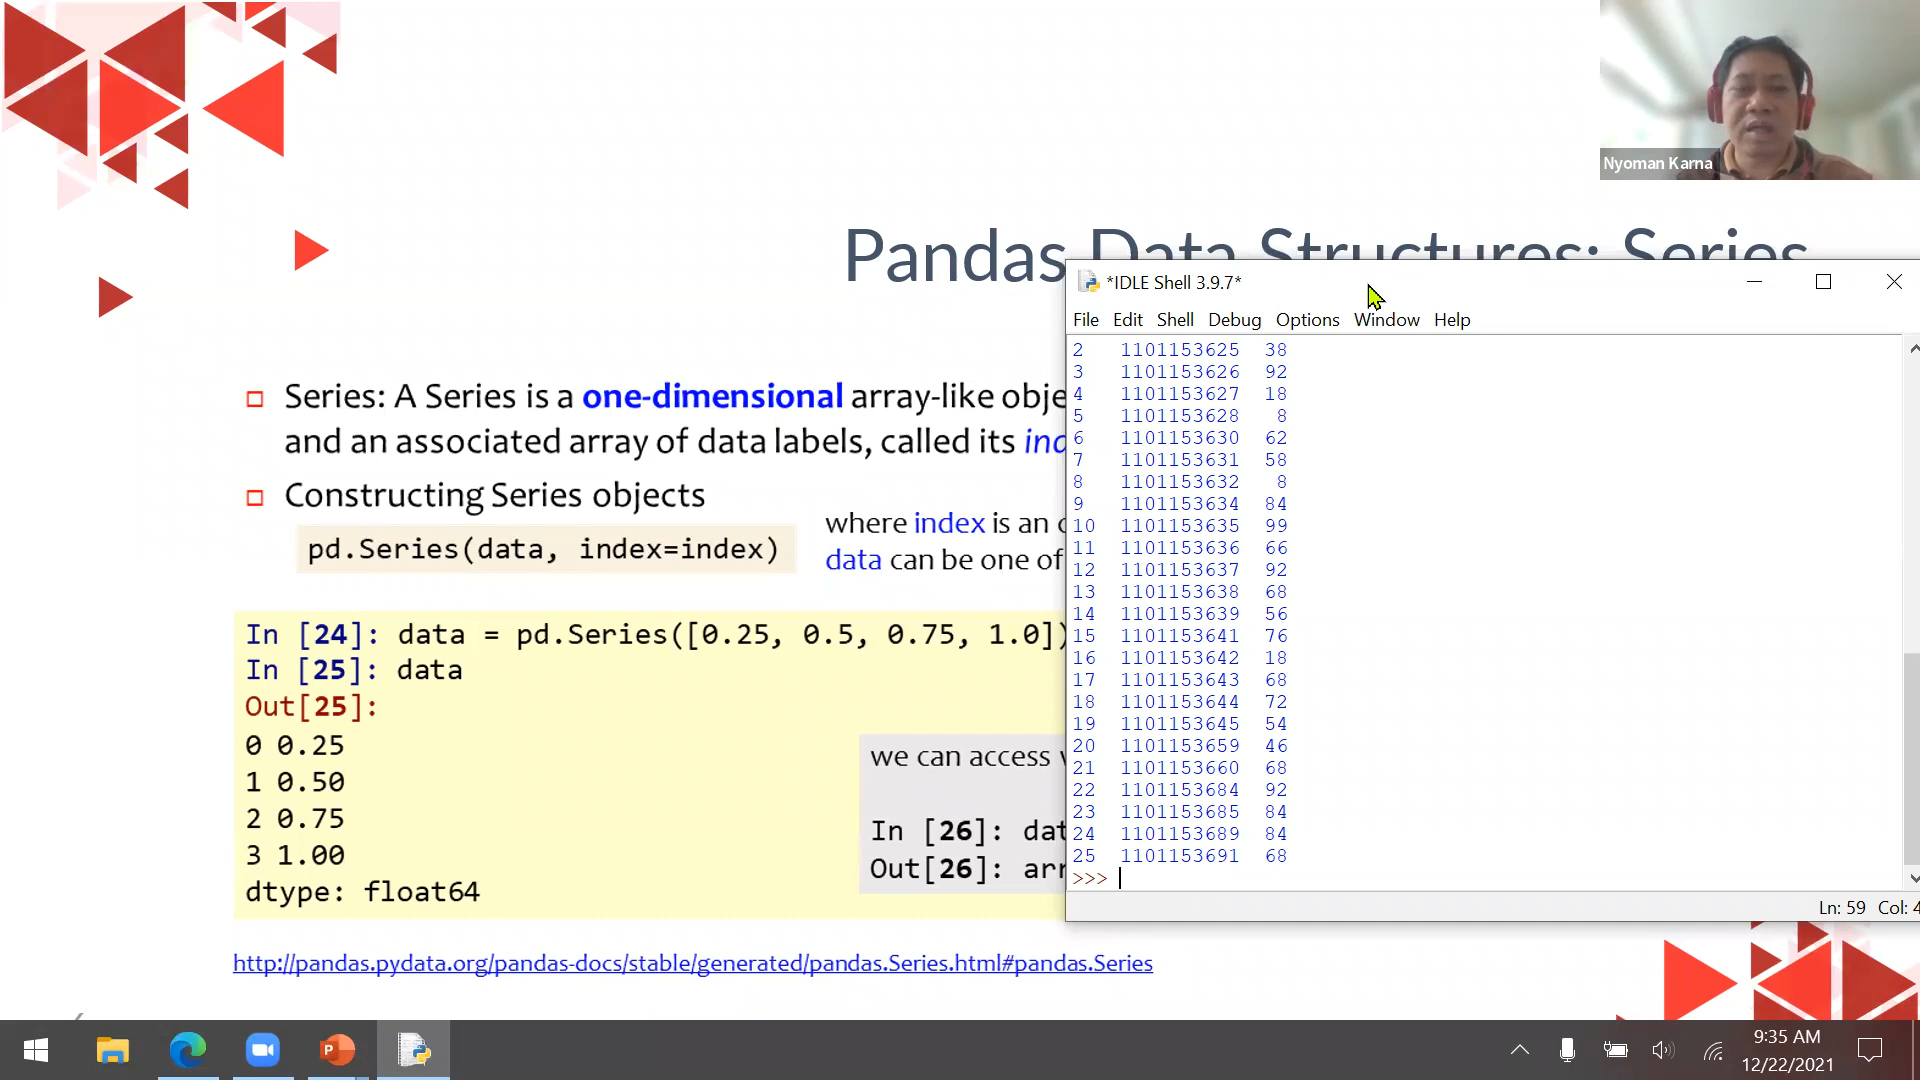 Nyoman Karna
Pandas Data Structures: Series
*IDLE Shell 3.9.7*
File Edit Shell Debug Options Window Help
2 1101153625 38
3 1101153626 92
4 1101153627 18
5 1101153628 8
6 1101153630 62
7 1101153631 58
8 1101153632 8
9 1101153634 84
10 1101153635 99
11 1101153636 66
12 1101153637 92
13 1101153638 68
14 1101153639 56
15 1101153641 76
16 1101153642 18
17 1101153643 68
18 1101153644 72
19 1101153645 54
20 1101153659 46
21 1101153660 68
22 1101153684 92
23 1101153685 84
24 1101153689 84
25 1101153691 68
>>>
Ln: 59 Col: 4
Series: A Series is a one-dimensional array-like
and an associated array of data labels, called its
Constructing Series objects
pd.Series(data, index=index)
where index is an
data can be one of
In [24]: data = pd.Series([0.25, 0.5, 0.75, 1.0])
In [25]: data
Out[25]:
0 0.25
1 0.50
2 0.75
3 1.00
dtype: float64
we can access
In [26]:
Out[26]:
http://pandas.pydata.org/pandas-docs/stable/generated/pandas.Series.html#pandas.Series
9:35 AM
12/22/2021